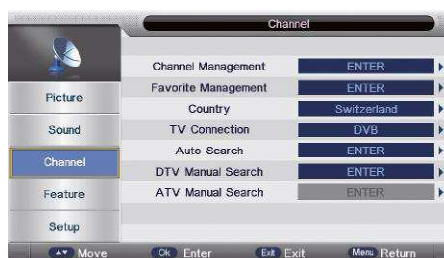 Channel
Channel Management ENTER
Favorite Management ENTER
Country Switzerland
TV Connection DVB
Auto Search ENTER
DTV Manual Search ENTER
ATV Manual Search ENTER
Picture
Sound
Channel
Feature
Setup
Move Ok Enter Exit Exit Menu Return